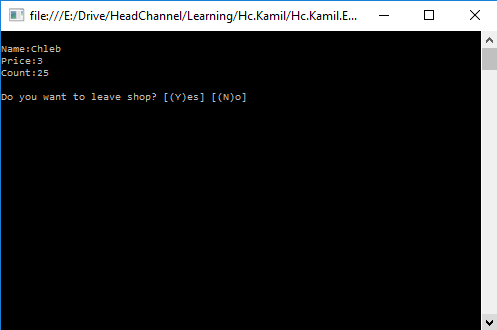 file:///E:/Drive/HeadChannel/Learning/Hc.Kamil/Hc.Kamil.E...
Name:Chleb
Price:3
Count:25
Do you want to leave shop? [(Y)es] [(N)o]